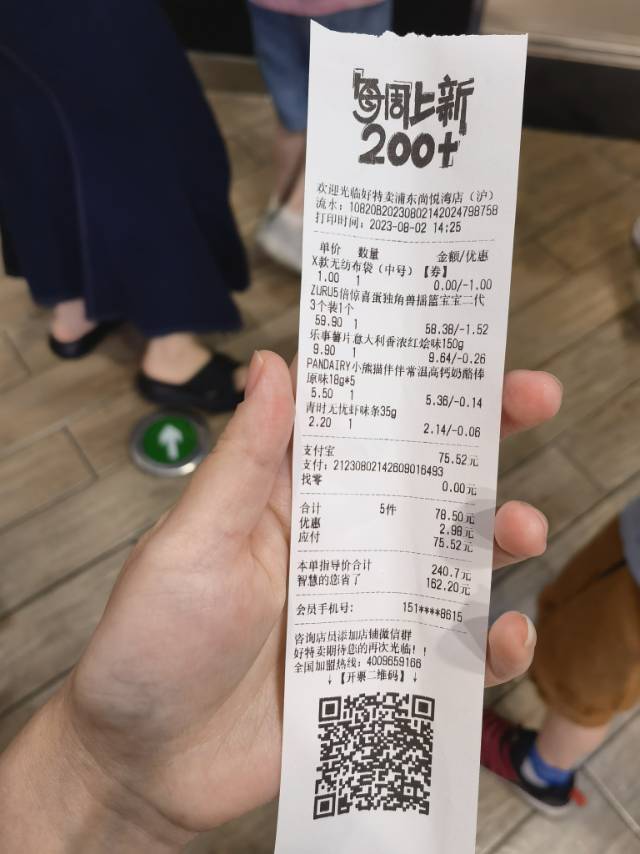 每周上新
200+
欢迎光临好特卖浦东尚悦湾店（沪）
流水：10820B20230802142024798758
打印时间：2023-08-02 14:25
单价 数量 金额/优惠
X款无纺布袋（中号）【券】
1.00 1 0.00/-1.00
ZURU5倍惊喜蛋独角兽摇篮宝宝二代
3个装1个
59.90 1 58.38/-1.52
乐事薯片意大利香浓红烩味150g
9.90 1 9.64/-0.26
PANDAIRY小熊猫伴伴常温高钙奶酪棒
原味18g*5
5.50 1 5.36/-0.14
青时无忧虾味条35g
2.20 1 2.14/-0.06
支付宝 75.52元
支付：21230802142609016493
找零 0.00元
合计 5件 78.50元
优惠 2.98元
应付 75.52元
本单指导价合计 240.7元
智慧的您省了 162.20元
会员手机号： 151****8615
咨询店员添加店铺微信群
好特卖期待您的再次光临！！
全国加盟热线：4009659166
↓【开票二维码】↓